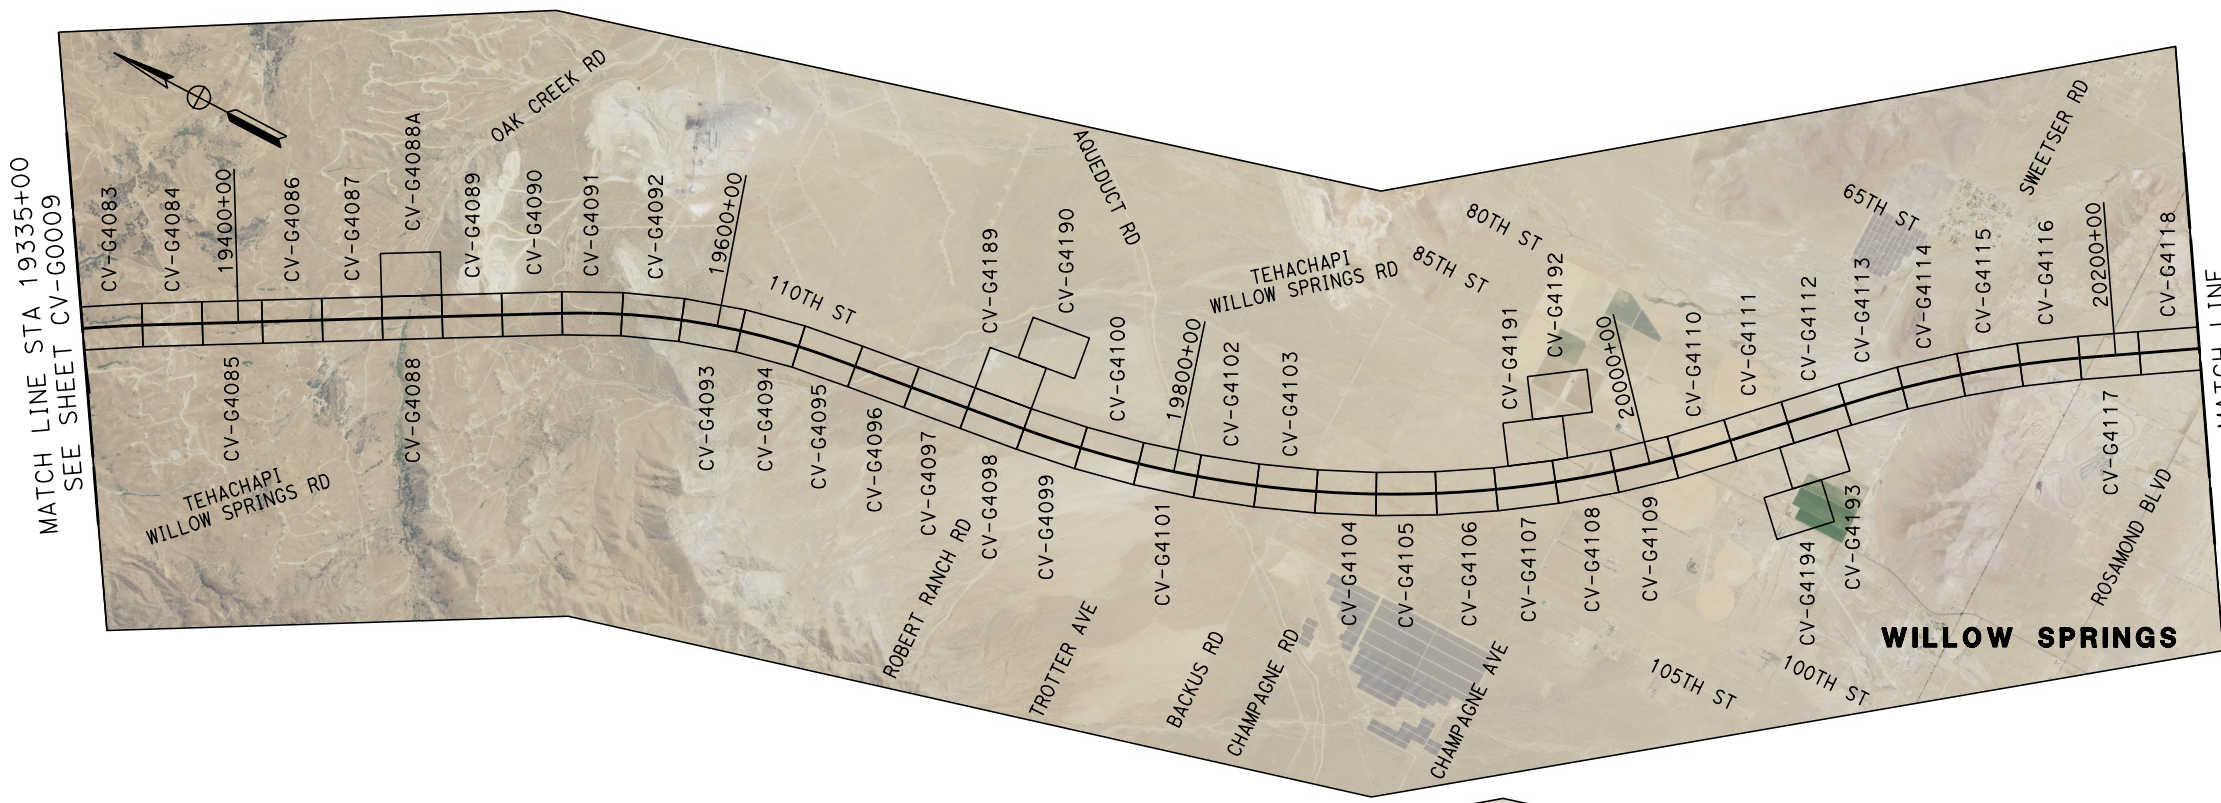 MATCH LINE STA 19335+00
SEE SHEET CV-G0009
CV-G4083
CV-G4084
19400+00
CV-G4086
CV-G4087
CV-G4088A
CV-G4089
OAK CREEK RD
CV-G4090
CV-G4091
CV-G4092
19600+00
110TH ST
CV-G4189
CV-G4190
AQUEDUCT RD
CV-G4100
19800+00
TEHACHAPI
WILLOW SPRINGS RD
CV-G4102
CV-G4103
80TH ST
85TH ST
CV-G4191
CV-G4192
20000+00
CV-G4110
CV-G4111
CV-G4112
CV-G4113
65TH ST
CV-G4114
CV-G4115
SWEETSER RD
CV-G4116
20200+00
CV-G4118
MATCH LINE
CV-G4085
CV-G4088
TEHACHAPI
WILLOW SPRINGS RD
CV-G4093
CV-G4094
CV-G4095
CV-G4096
CV-G4097
CV-G4098
CV-G4099
ROBERT RANCH RD
TROTTER AVE
CV-G4101
BACKUS RD
CHAMPAGNE RD
CV-G4104
CV-G4105
CV-G4106
CV-G4107
CHAMPAGNE AVE
CV-G4108
CV-G4109
105TH ST
100TH ST
CV-G4194
CV-G4193
CV-G4117
ROSAMOND BLVD
WILLOW SPRINGS